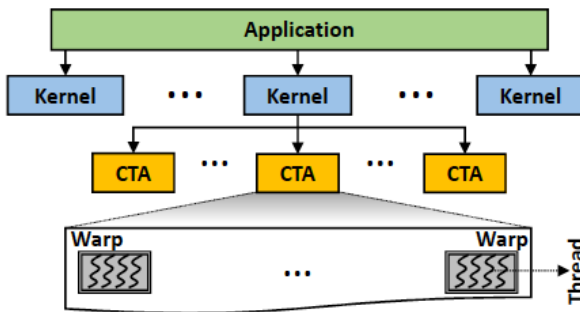 Application
Kernel ... Kernel ... Kernel
CTA ... CTA ... CTA
Warp Warp
...
Thread